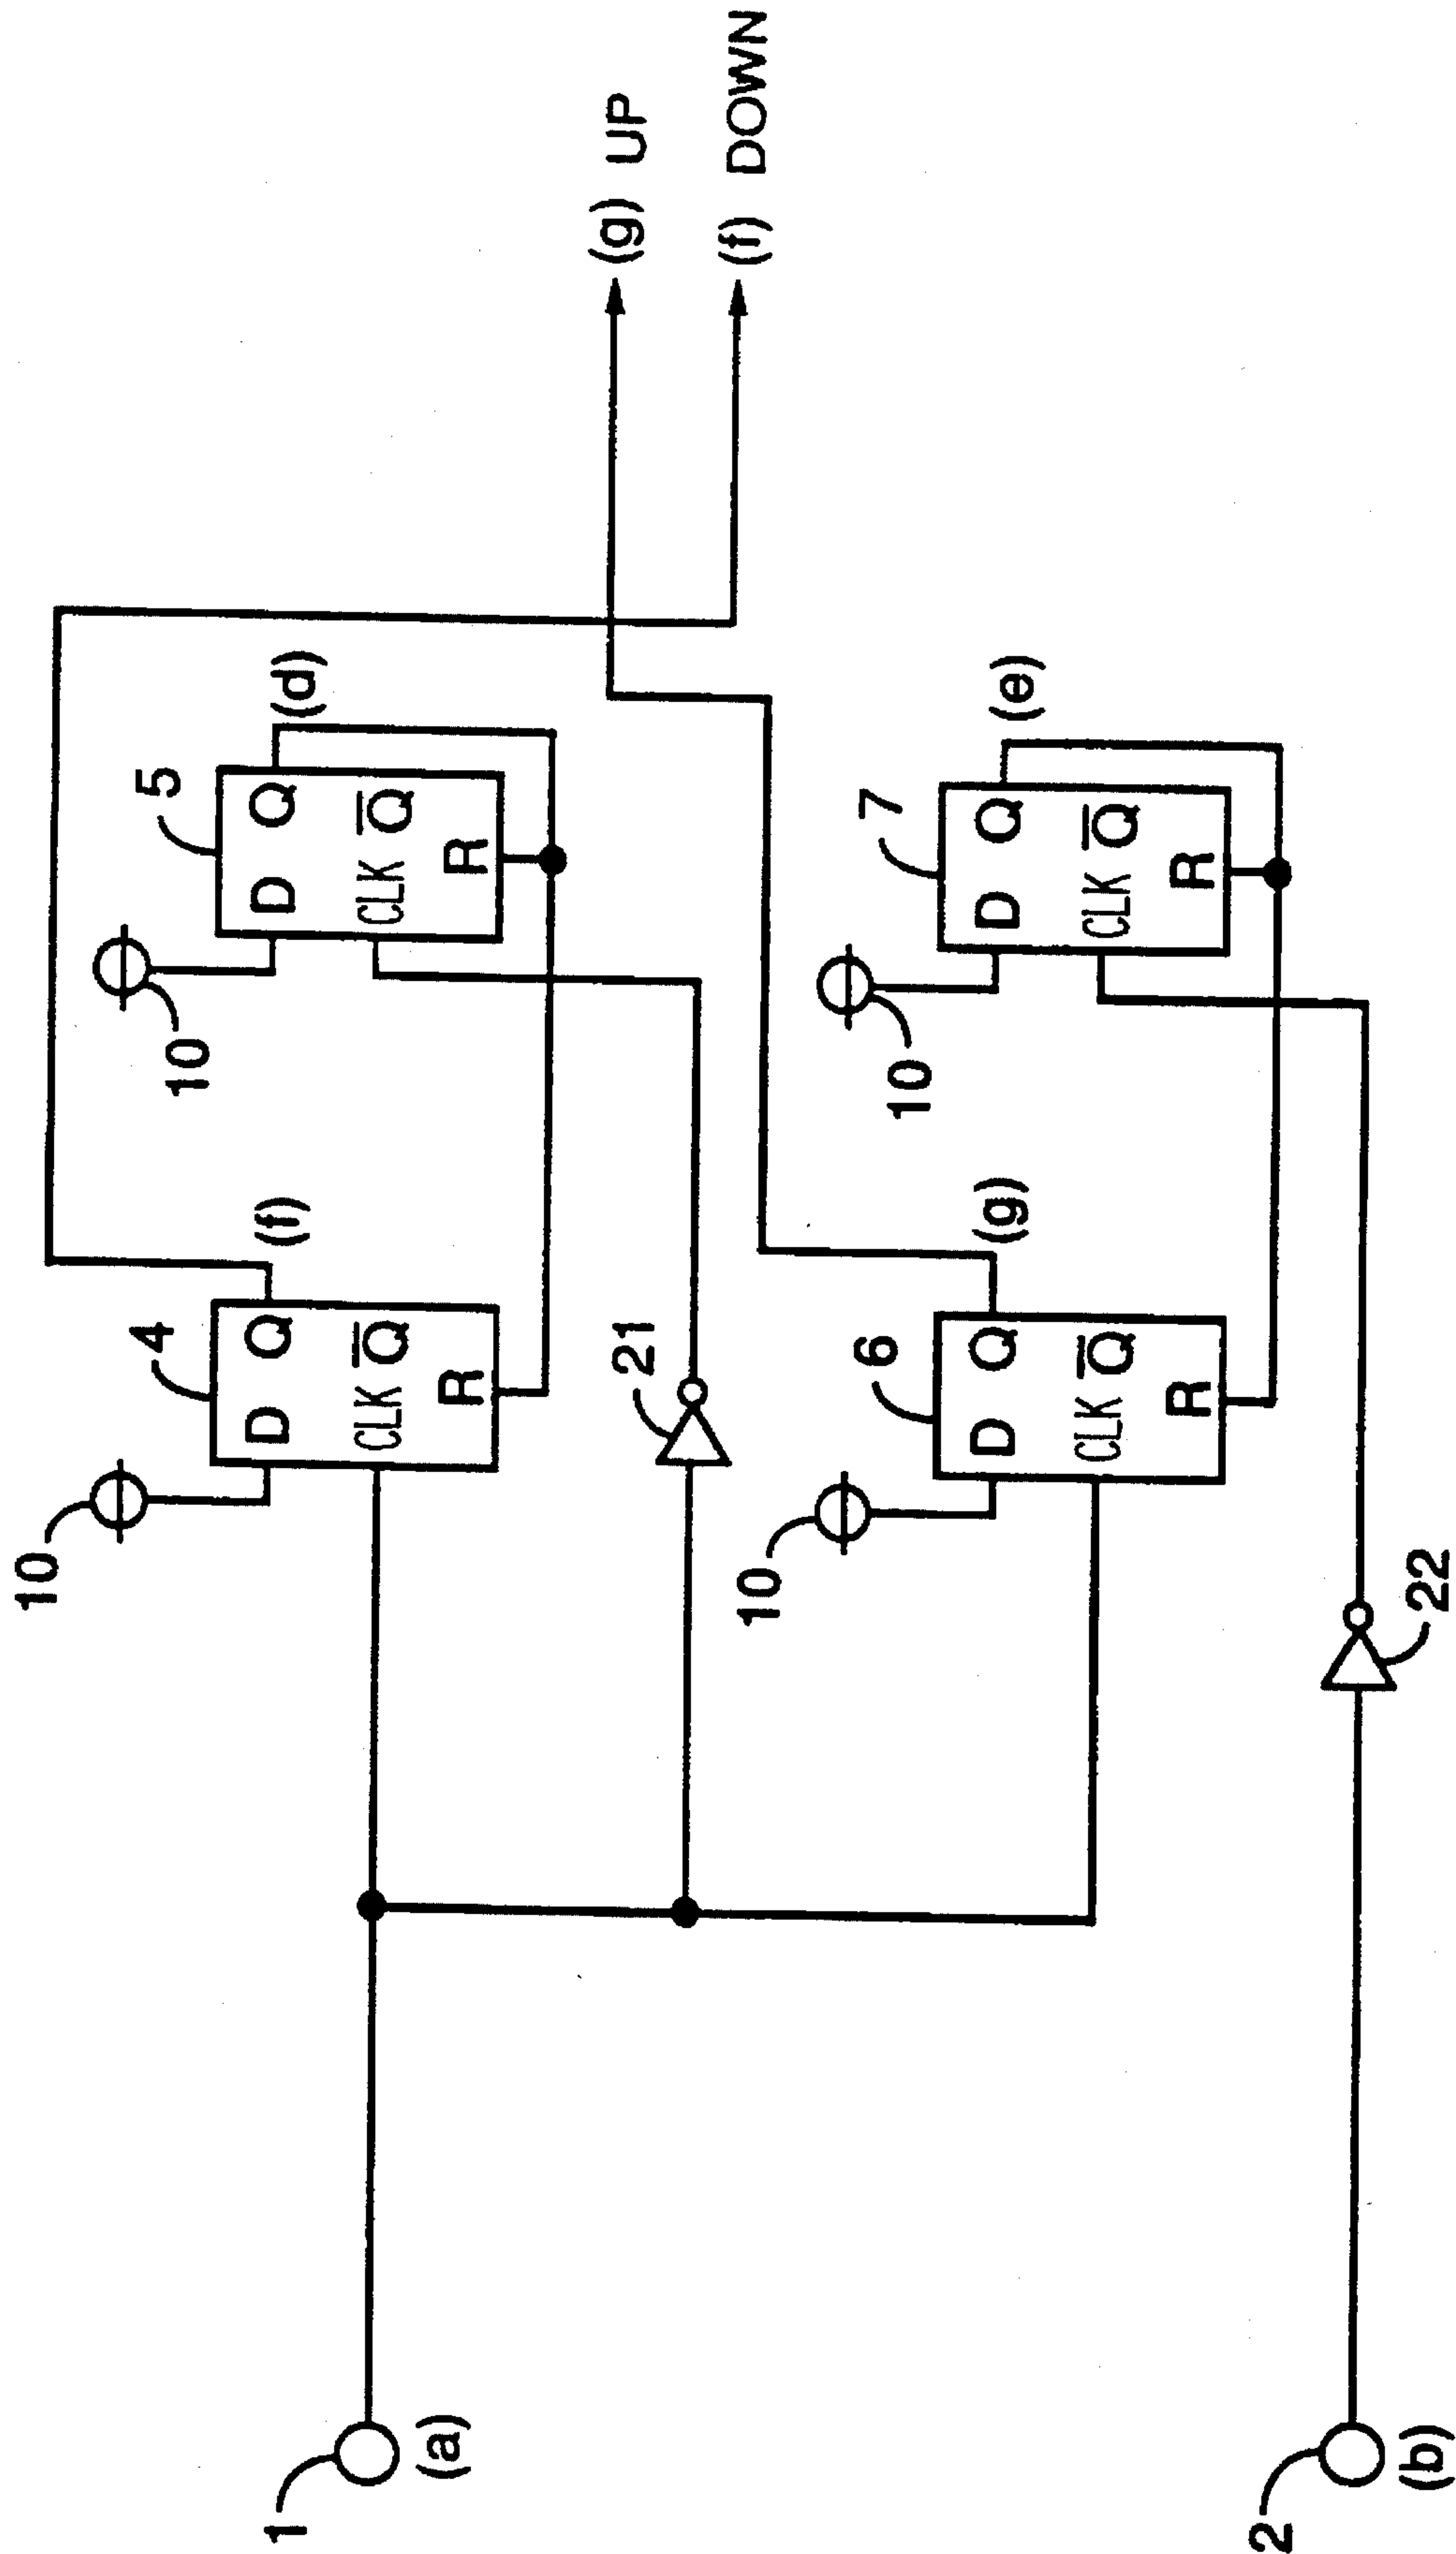 10
4
(f)
D Q
CLK Q̅
R
10
5
(d)
D Q
CLK Q̅
R
(g) UP
(f) DOWN
21
1
(a)
10
6
(g)
D Q
CLK Q̅
R
10
7
(e)
D Q
CLK Q̅
R
22
2
(b)